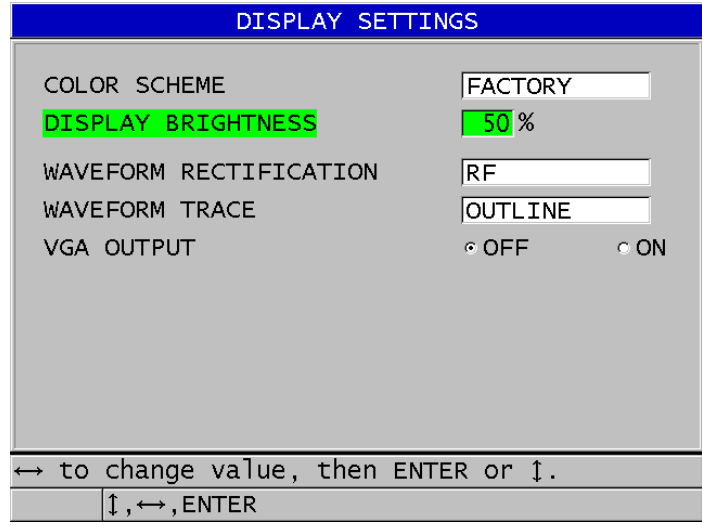 DISPLAY SETTINGS
COLOR SCHEME FACTORY
DISPLAY BRIGHTNESS 50 %
WAVEFORM RECTIFICATION RF
WAVEFORM TRACE OUTLINE
VGA OUTPUT OFF ON
↔ to change value, then ENTER or ↕.
↕,↔,ENTER